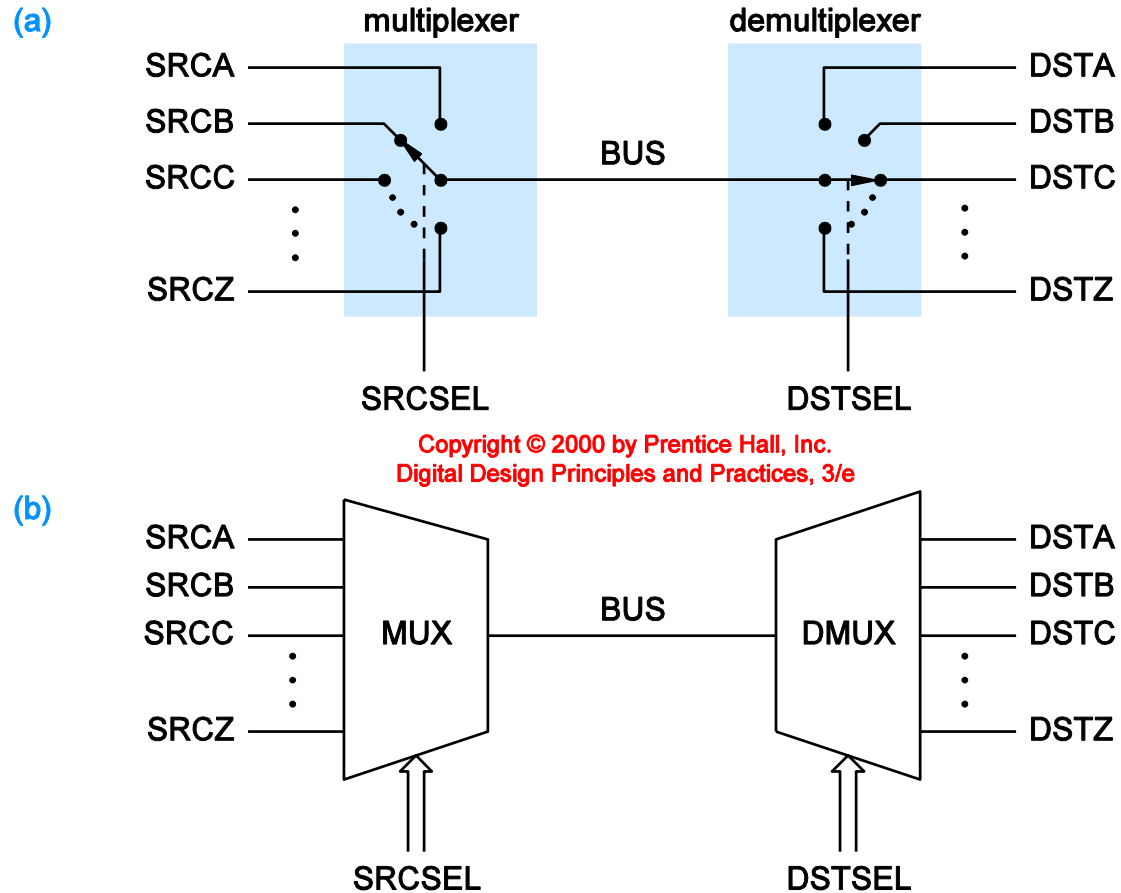 (a)
multiplexer
demultiplexer
SRCA
DSTA
SRCB
DSTB
BUS
SRCC
DSTC
SRCZ
DSTZ
SRCSEL
DSTSEL
Copyright © 2000 by Prentice Hall, Inc.
Digital Design Principles and Practices, 3/e
(b)
SRCA
DSTA
SRCB
DSTB
BUS
SRCC
MUX
DMUX
DSTC
SRCZ
DSTZ
SRCSEL
DSTSEL